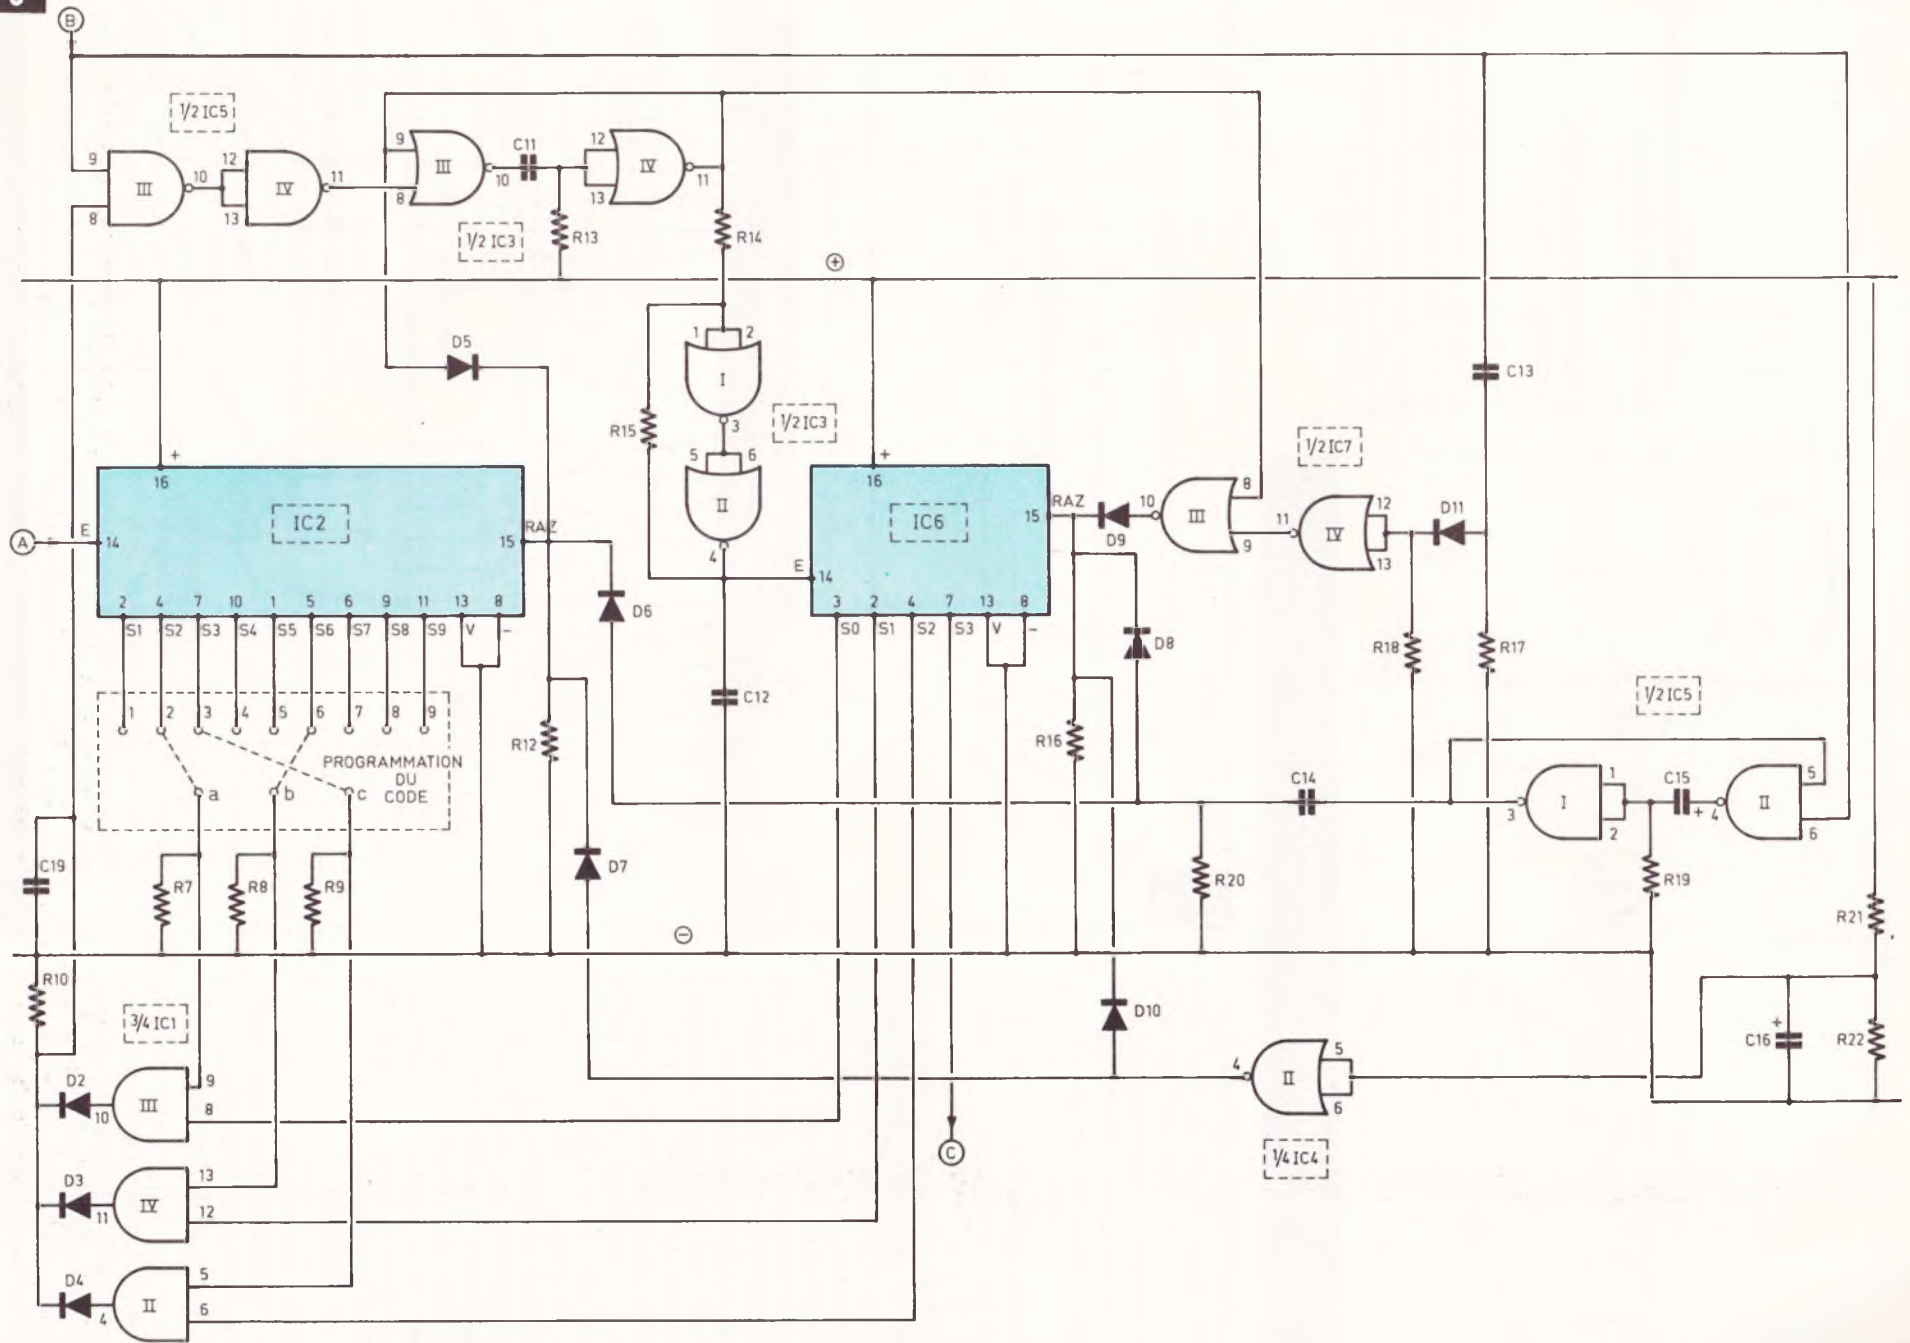 B
1/2 IC5
9
8
III
10
12
13
IV
11
9
8
III
10
C11
1/2 IC3
R13
12
13
IV
11
R14
+
D5
R15
1
2
I
3
1/2 IC3
5
6
II
4
C13
1/2 IC7
A
E
14
+
16
IC2
RAZ
15
2 4 7 10 1 5 6 9 11 13 8
S1 S2 S3 S4 S5 S6 S7 S8 S9 V -
D6
E
14
+
16
IC6
RAZ
15
3 2 4 7 13 8
S0 S1 S2 S3 V -
D9
10
III
8
9
11
IV
12
13
D11
D8
R18
R17
1/2 IC5
1 2 3 4 5 6 7 8 9
PROGRAMMATION
DU
CODE
a b c
R12
C12
R16
C14
3
I
1
2
C15
+
4
II
5
6
C19
R7
R8
R9
D7
R20
R19
R21
-
R10
3/4 IC1
D10
C16
+
R22
D2
10
III
9
8
4
II
5
6
1/4 IC4
C
D3
11
IV
13
12
D4
4
II
5
6